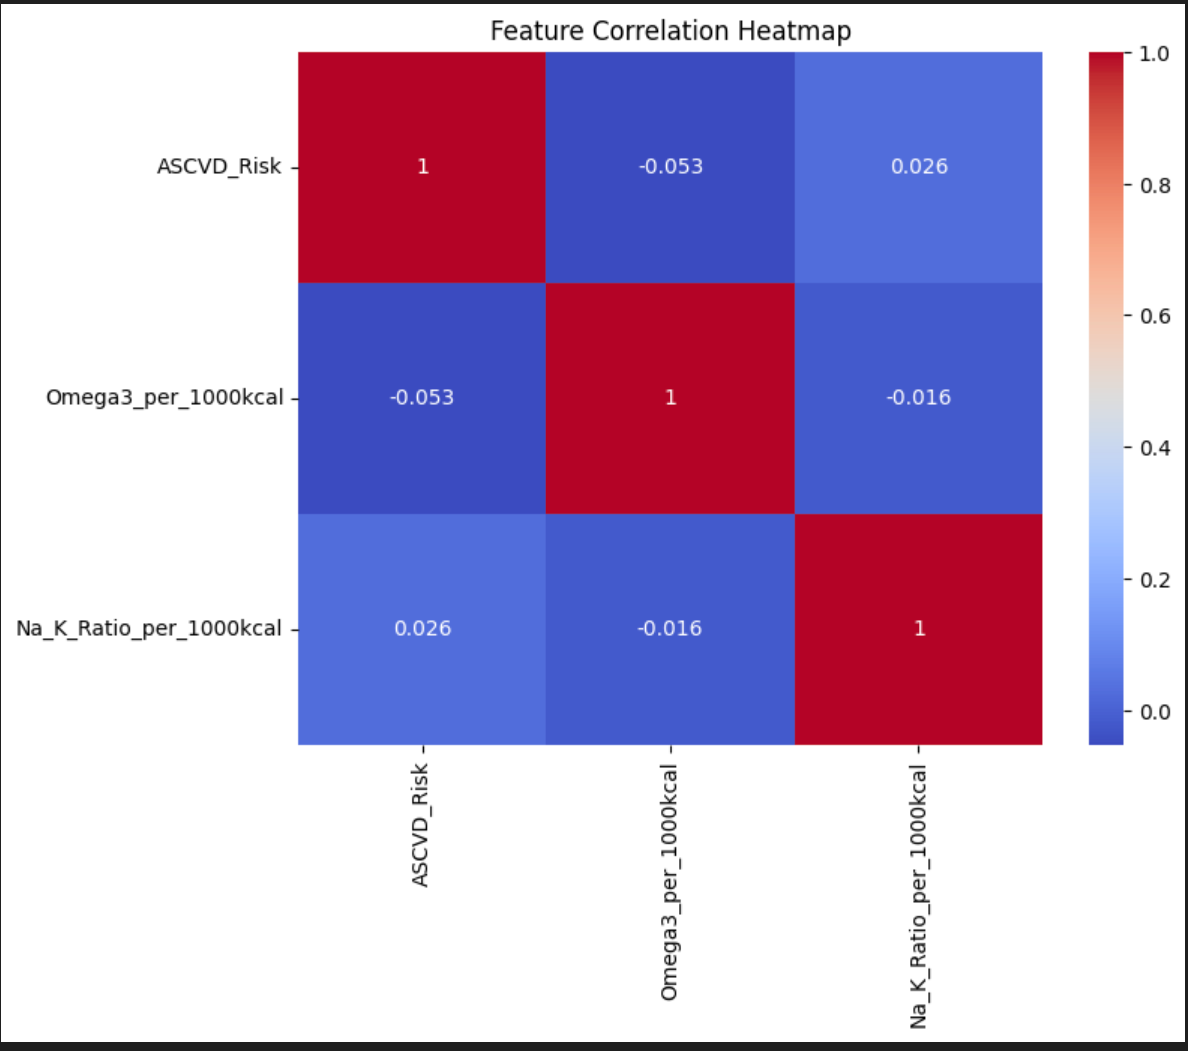 Feature Correlation Heatmap
ASCVD_Risk
1
-0.053
0.026
Omega3_per_1000kcal
-0.053
1
-0.016
Na_K_Ratio_per_1000kcal
0.026
-0.016
1
ASCVD_Risk
Omega3_per_1000kcal
Na_K_Ratio_per_1000kcal
1.0
0.8
0.6
0.4
0.2
0.0